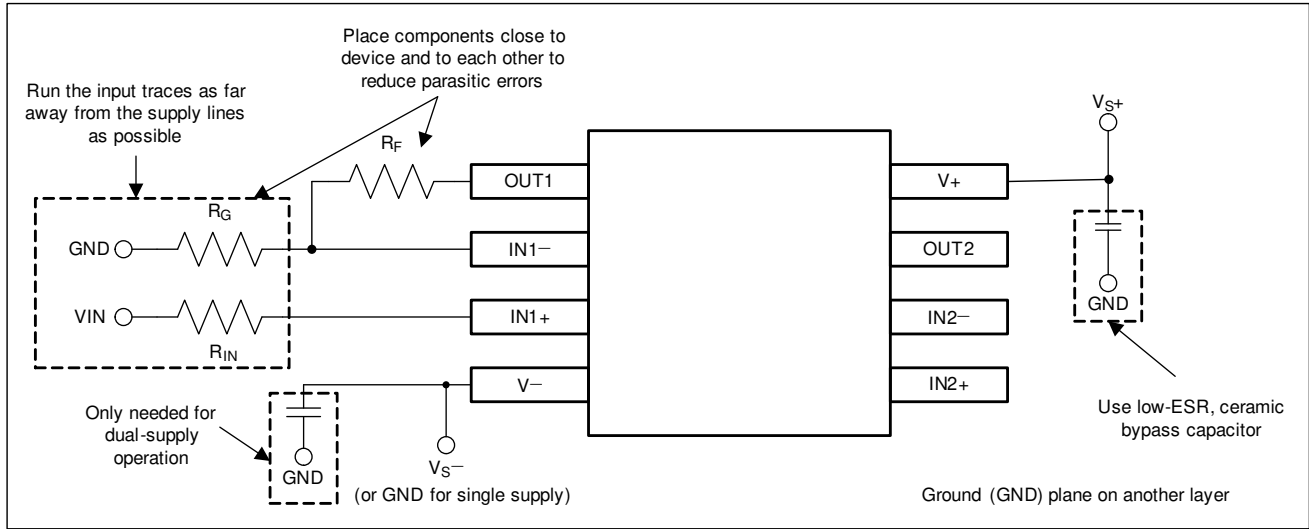 Place components close to
device and to each other to
reduce parasitic errors
Run the input traces as far
away from the supply lines
as possible
VS+
RF
OUT1
V+
RG
GND
IN1−
OUT2
GND
VIN
IN1+
IN2−
RIN
V−
IN2+
Only needed for
dual-supply
operation
GND
VS−
(or GND for single supply)
Use low-ESR, ceramic
bypass capacitor
Ground (GND) plane on another layer